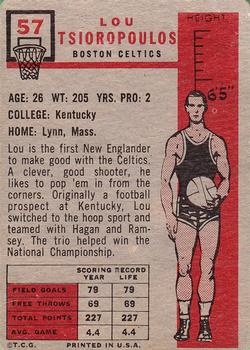 57
LOU
TSIOROPOULOS
BOSTON CELTICS
HEIGHT
6'5"
AGE: 26 WT: 205 YRS. PRO: 2
COLLEGE: Kentucky
HOME: Lynn, Mass.
Lou is the first New Englander
to make good with the Celtics.
A clever, good shooter, he
likes to pop 'em in from the
corners. Originally a football
prospect at Kentucky, Lou
switched to the hoop sport and
teamed with Hagan and Ram-
sey. The trio helped win the
National Championship.
SCORING RECORD
YEAR LIFE
FIELD GOALS 79 79
FREE THROWS 69 69
TOTAL POINTS 227 227
AVG. GAME 4.4 4.4
©T.C.G. PRINTED IN U.S.A.